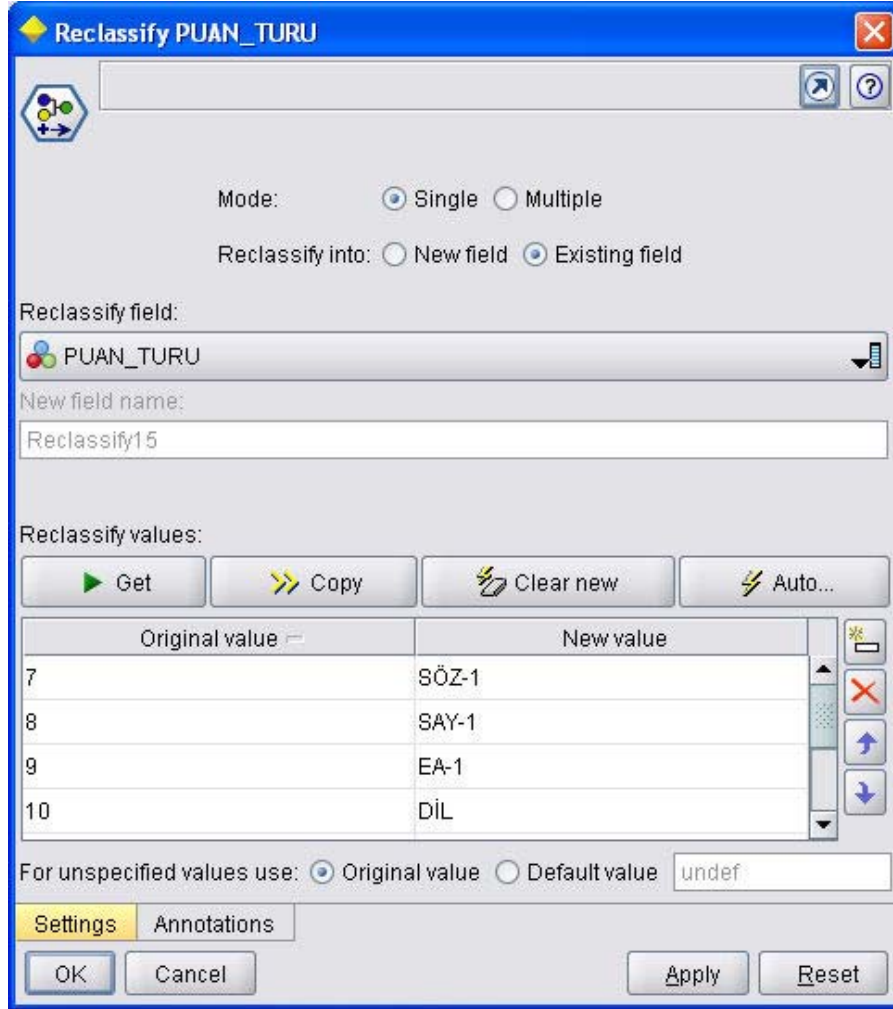 Reclassify PUAN_TURU
Mode: Single Multiple
Reclassify into: New field Existing field
Reclassify field:
PUAN_TURU
New field name:
Reclassify15
Reclassify values:
Get Copy Clear new Auto...
Original value New value
7 SÖZ-1
8 SAY-1
9 EA-1
10 DİL
For unspecified values use: Original value Default value undef
Settings Annotations
OK Cancel Apply Reset